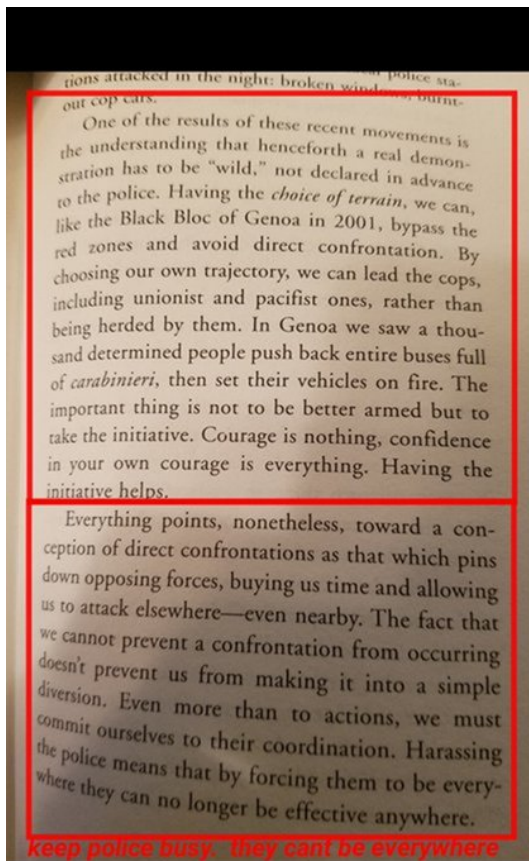 tions attacked in the night: broken windows, burnt-
police sta-
out cop cars.
One of the results of these recent movements is
the understanding that henceforth a real demon-
stration has to be "wild," not declared in advance
to the police. Having the choice of terrain, we can,
like the Black Bloc of Genoa in 2001, bypass the
red zones and avoid direct confrontation. By
choosing our own trajectory, we can lead the cops,
including unionist and pacifist ones, rather than
being herded by them. In Genoa we saw a thou-
sand determined people push back entire buses full
of carabinieri, then set their vehicles on fire. The
important thing is not to be better armed but to
take the initiative. Courage is nothing, confidence
in your own courage is everything. Having the
initiative helps.
Everything points, nonetheless, toward a con-
ception of direct confrontations as that which pins
down opposing forces, buying us time and allowing
us to attack elsewhere—even nearby. The fact that
we cannot prevent a confrontation from occurring
doesn't prevent us from making it into a simple
diversion. Even more than to actions, we must
commit ourselves to their coordination. Harassing
the police means that by forcing them to be every-
where they can no longer be effective anywhere.
keep police busy. they cant be everywhere